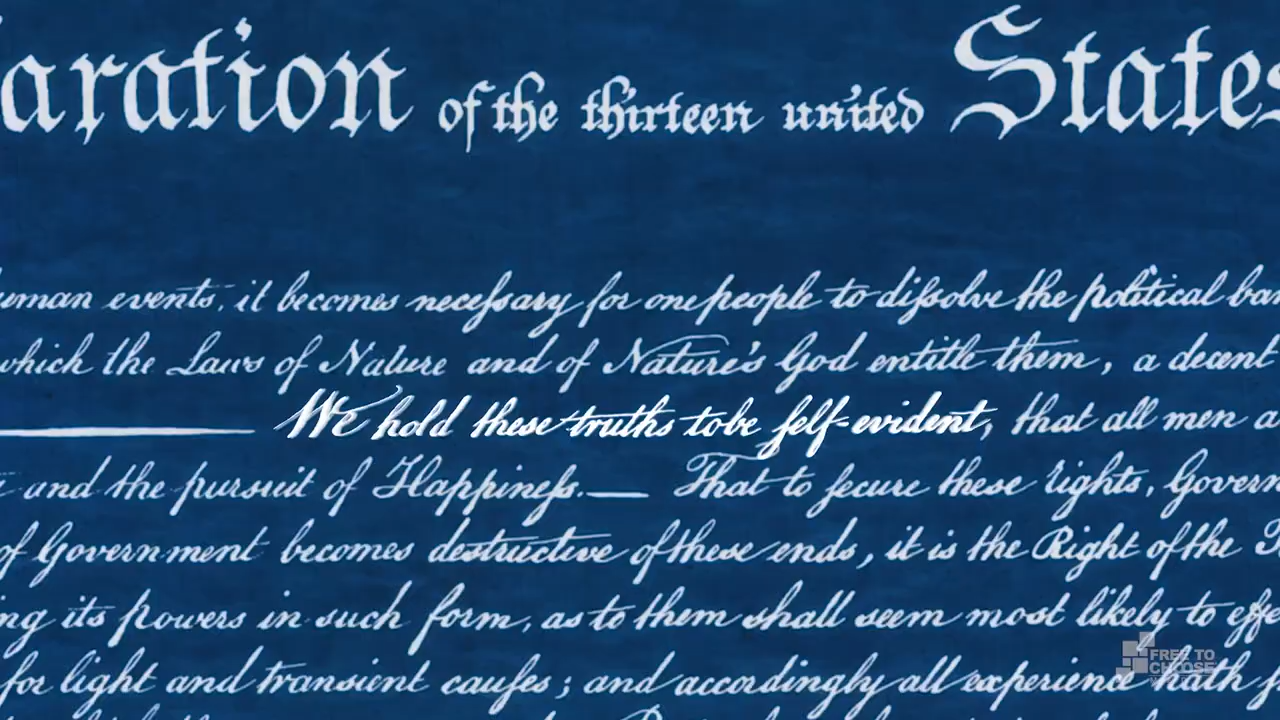 aration of the thirteen united States
uman events, it becomes neceſsary for one people to diſsolve the political ban
which the Laws of Nature and of Nature's God entitle them, a decent
We hold these truths to be ſelf-evident, that all men a
and the pursuit of Happineſs.— That to ſecure these rights, Govern
of Government becomes destructive of these ends, it is the Right of the P
ng its powers in such form, as to them shall seem most likely to effe
for light and transient cauſes; and accordingly all experience hath ſ
FREE TO
CHOOSE